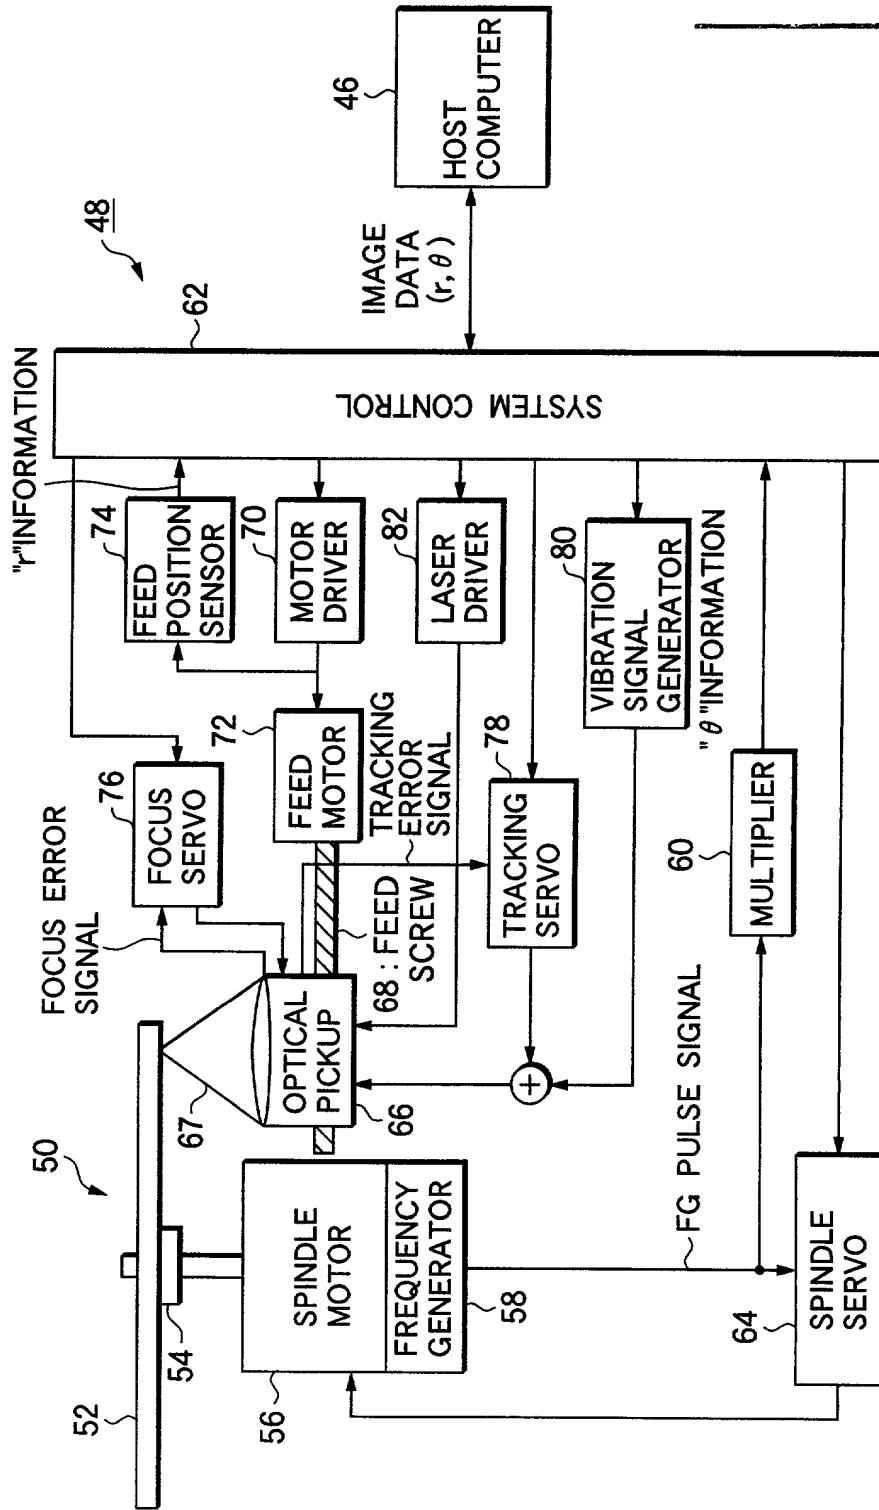 48
50
52
54
56
SPINDLE
MOTOR
FREQUENCY
GENERATOR
58
FOCUS ERROR
SIGNAL
67
OPTICAL
PICKUP
66
68 : FEED
SCREW
76
FOCUS
SERVO
72
FEED
MOTOR
TRACKING
ERROR
SIGNAL
"r"INFORMATION
74
FEED
POSITION
SENSOR
70
MOTOR
DRIVER
82
LASER
DRIVER
78
TRACKING
SERVO
+
80
VIBRATION
SIGNAL
GENERATOR
"θ"INFORMATION
60
MULTIPLIER
FG PULSE SIGNAL
64
SPINDLE
SERVO
62
SYSTEM CONTROL
IMAGE
DATA
(r, θ)
46
HOST
COMPUTER